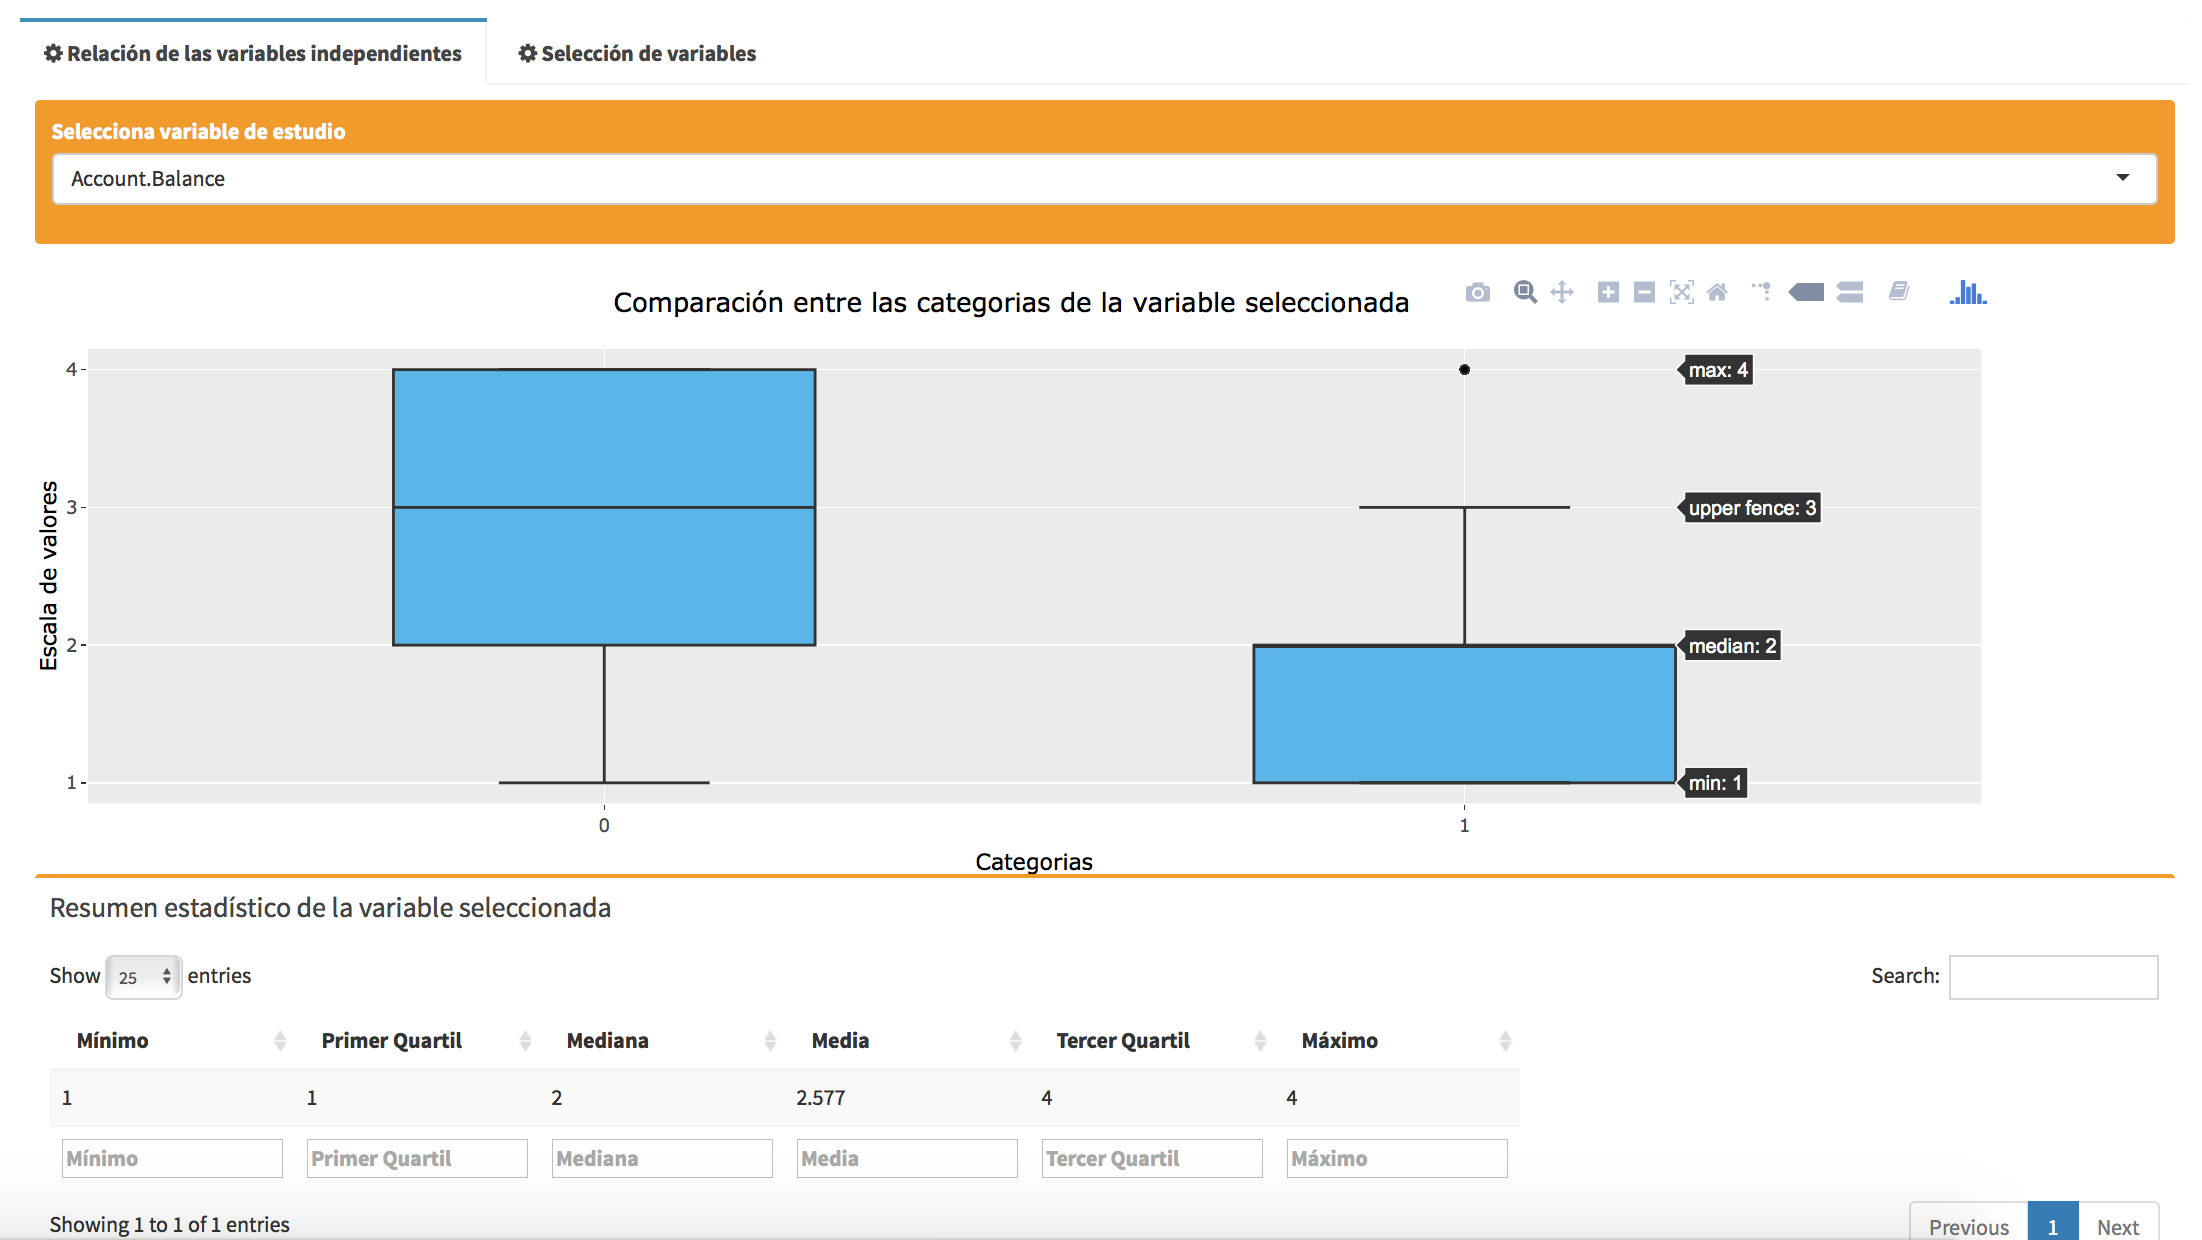 Relación de las variables independientes Selección de variables
Selecciona variable de estudio
Account.Balance
Comparación entre las categorias de la variable seleccionada
Escala de valores
4
3
2
1
max: 4
upper fence: 3
median: 2
min: 1
0 1
Categorias
Resumen estadístico de la variable seleccionada
Show 25 entries Search:
Mínimo Primer Quartil Mediana Media Tercer Quartil Máximo
1 1 2 2.577 4 4
Mínimo Primer Quartil Mediana Media Tercer Quartil Máximo
Showing 1 to 1 of 1 entries Previous 1 Next